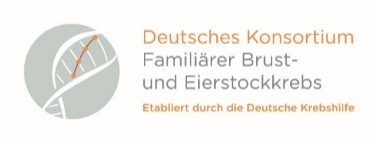 Deutsches Konsortium
Familiärer Brust-
und Eierstockkrebs
Etabliert durch die Deutsche Krebshilfe